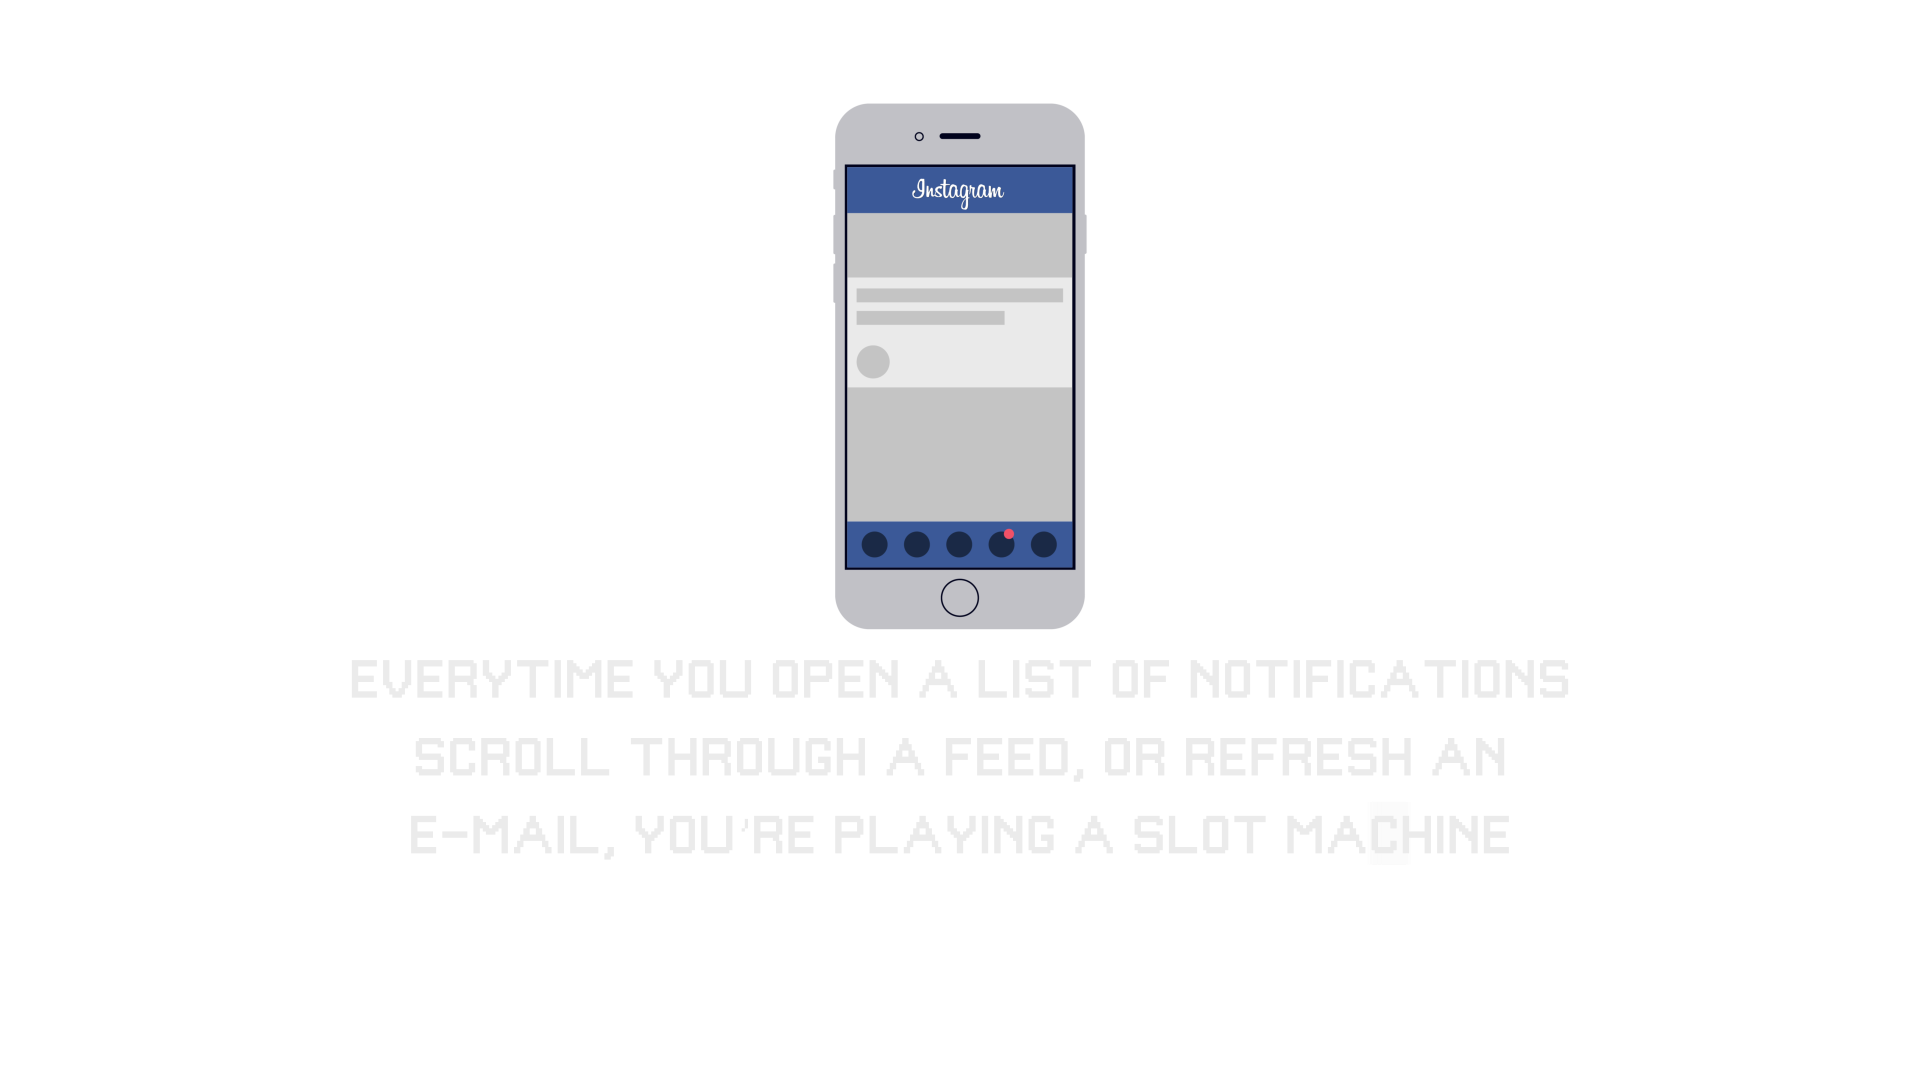 Instagram
EVERYTIME YOU OPEN A LIST OF NOTIFICATIONS
SCROLL THROUGH A FEED, OR REFRESH AN
E-MAIL, YOU'RE PLAYING A SLOT MACHINE